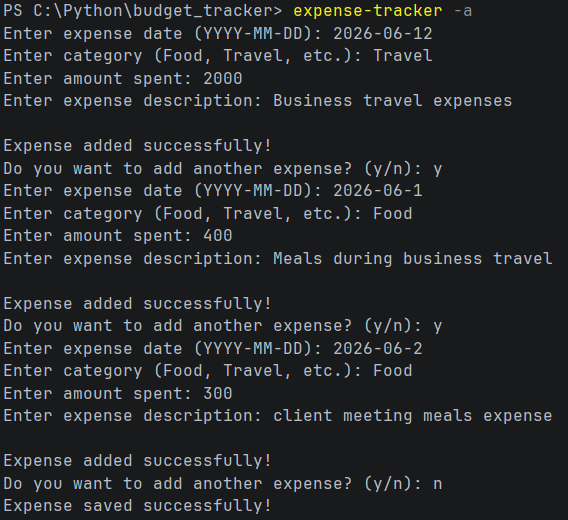 PS C:\Python\budget_tracker> expense-tracker -a
Enter expense date (YYYY-MM-DD): 2026-06-12
Enter category (Food, Travel, etc.): Travel
Enter amount spent: 2000
Enter expense description: Business travel expenses

Expense added successfully!
Do you want to add another expense? (y/n): y
Enter expense date (YYYY-MM-DD): 2026-06-1
Enter category (Food, Travel, etc.): Food
Enter amount spent: 400
Enter expense description: Meals during business travel

Expense added successfully!
Do you want to add another expense? (y/n): y
Enter expense date (YYYY-MM-DD): 2026-06-2
Enter category (Food, Travel, etc.): Food
Enter amount spent: 300
Enter expense description: client meeting meals expense

Expense added successfully!
Do you want to add another expense? (y/n): n
Expense saved successfully!